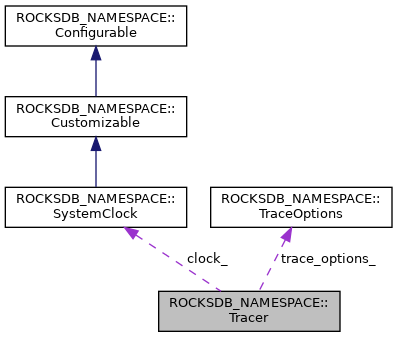 ROCKSDB_NAMESPACE::
Configurable
ROCKSDB_NAMESPACE::
Customizable
ROCKSDB_NAMESPACE::
SystemClock
ROCKSDB_NAMESPACE::
TraceOptions
clock_
trace_options_
ROCKSDB_NAMESPACE::
Tracer